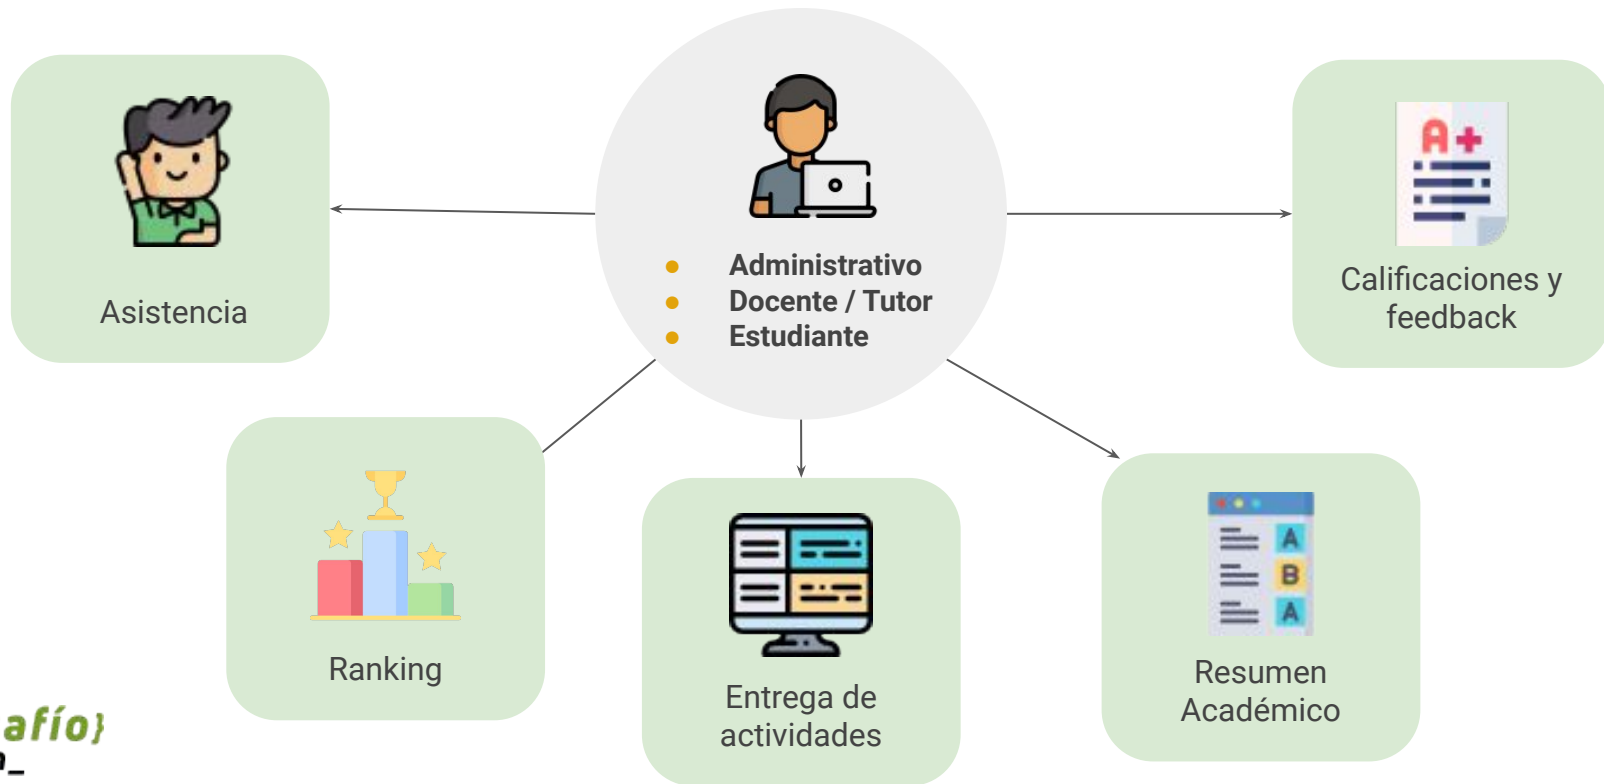 Asistencia
Administrativo
Docente / Tutor
Estudiante
A+
Calificaciones y
feedback
Ranking
Entrega de
actividades
A
B
A
Resumen
Académico
afío}